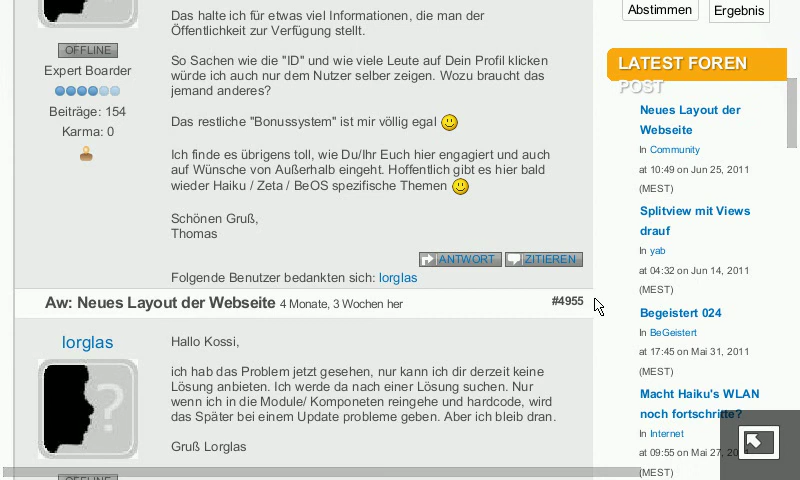 OFFLINE
Expert Boarder
Beiträge: 154
Karma: 0
Das halte ich für etwas viel Informationen, die man der
Öffentlichkeit zur Verfügung stellt.
So Sachen wie die "ID" und wie viele Leute auf Dein Profil klicken
würde ich auch nur dem Nutzer selber zeigen. Wozu braucht das
jemand anderes?
Das restliche "Bonussystem" ist mir völlig egal
Ich finde es übrigens toll, wie Du/Ihr Euch hier engagiert und auch
auf Wünsche von Außerhalb eingeht. Hoffentlich gibt es hier bald
wieder Haiku / Zeta / BeOS spezifische Themen
Schönen Gruß,
Thomas
ANTWORT ZITIEREN
Folgende Benutzer bedankten sich: lorglas
Aw: Neues Layout der Webseite 4 Monate, 3 Wochen her #4955
lorglas
Hallo Kossi,
ich hab das Problem jetzt gesehen, nur kann ich dir derzeit keine
Lösung anbieten. Ich werde da nach einer Lösung suchen. Nur
wenn ich in die Module/ Komponeten reingehe und hardcode, wird
das Später bei einem Update probleme geben. Aber ich bleib dran.
Gruß Lorglas
OFFLINE
Abstimmen Ergebnis
LATEST FOREN
POST
Neues Layout der
Webseite
In Community
at 10:49 on Jun 25, 2011
(MEST)
Splitview mit Views
drauf
In yab
at 04:32 on Jun 14, 2011
(MEST)
Begeistert 024
In BeGeistert
at 17:45 on Mai 31, 2011
(MEST)
Macht Haiku's WLAN
noch fortschritte?
In Internet
at 09:55 on Mai 27, 2011
(MEST)